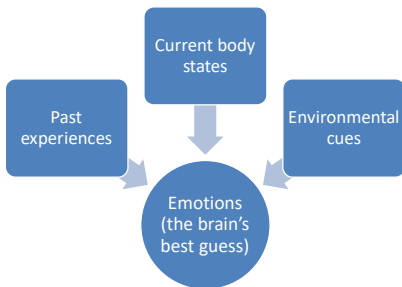 Current body
states
Past
experiences
Environmental
cues
Emotions
(the brain’s
best guess)